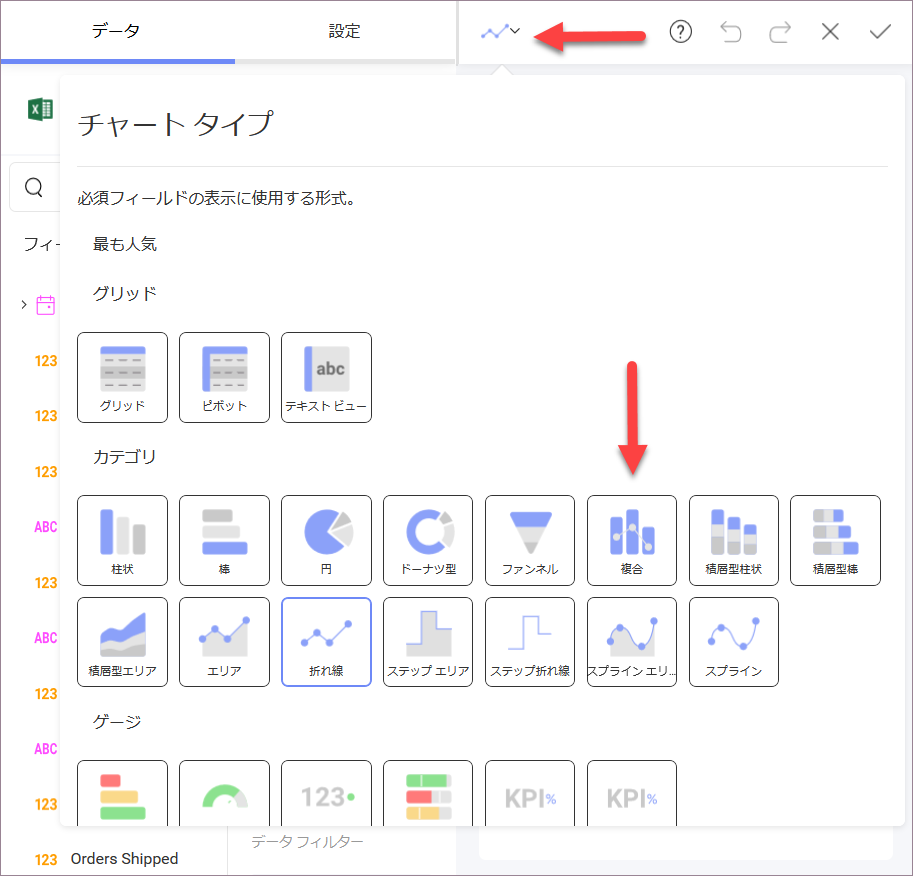 データ 設定
チャート タイプ
必須フィールドの表示に使用する形式。
フィー 最も人気
グリッド
123
123
123
ABC
123
ABC
123
ABC
123
abc
グリッド ピボット テキスト ビュー
カテゴリ
柱状 棒 円 ドーナツ型 ファンネル 複合 積層型柱状 積層型棒
積層型エリア エリア 折れ線 ステップ エリア ステップ折れ線 スプライン エリ... スプライン
ゲージ
123 KPI% KPI%
データ フィルター
123 Orders Shipped